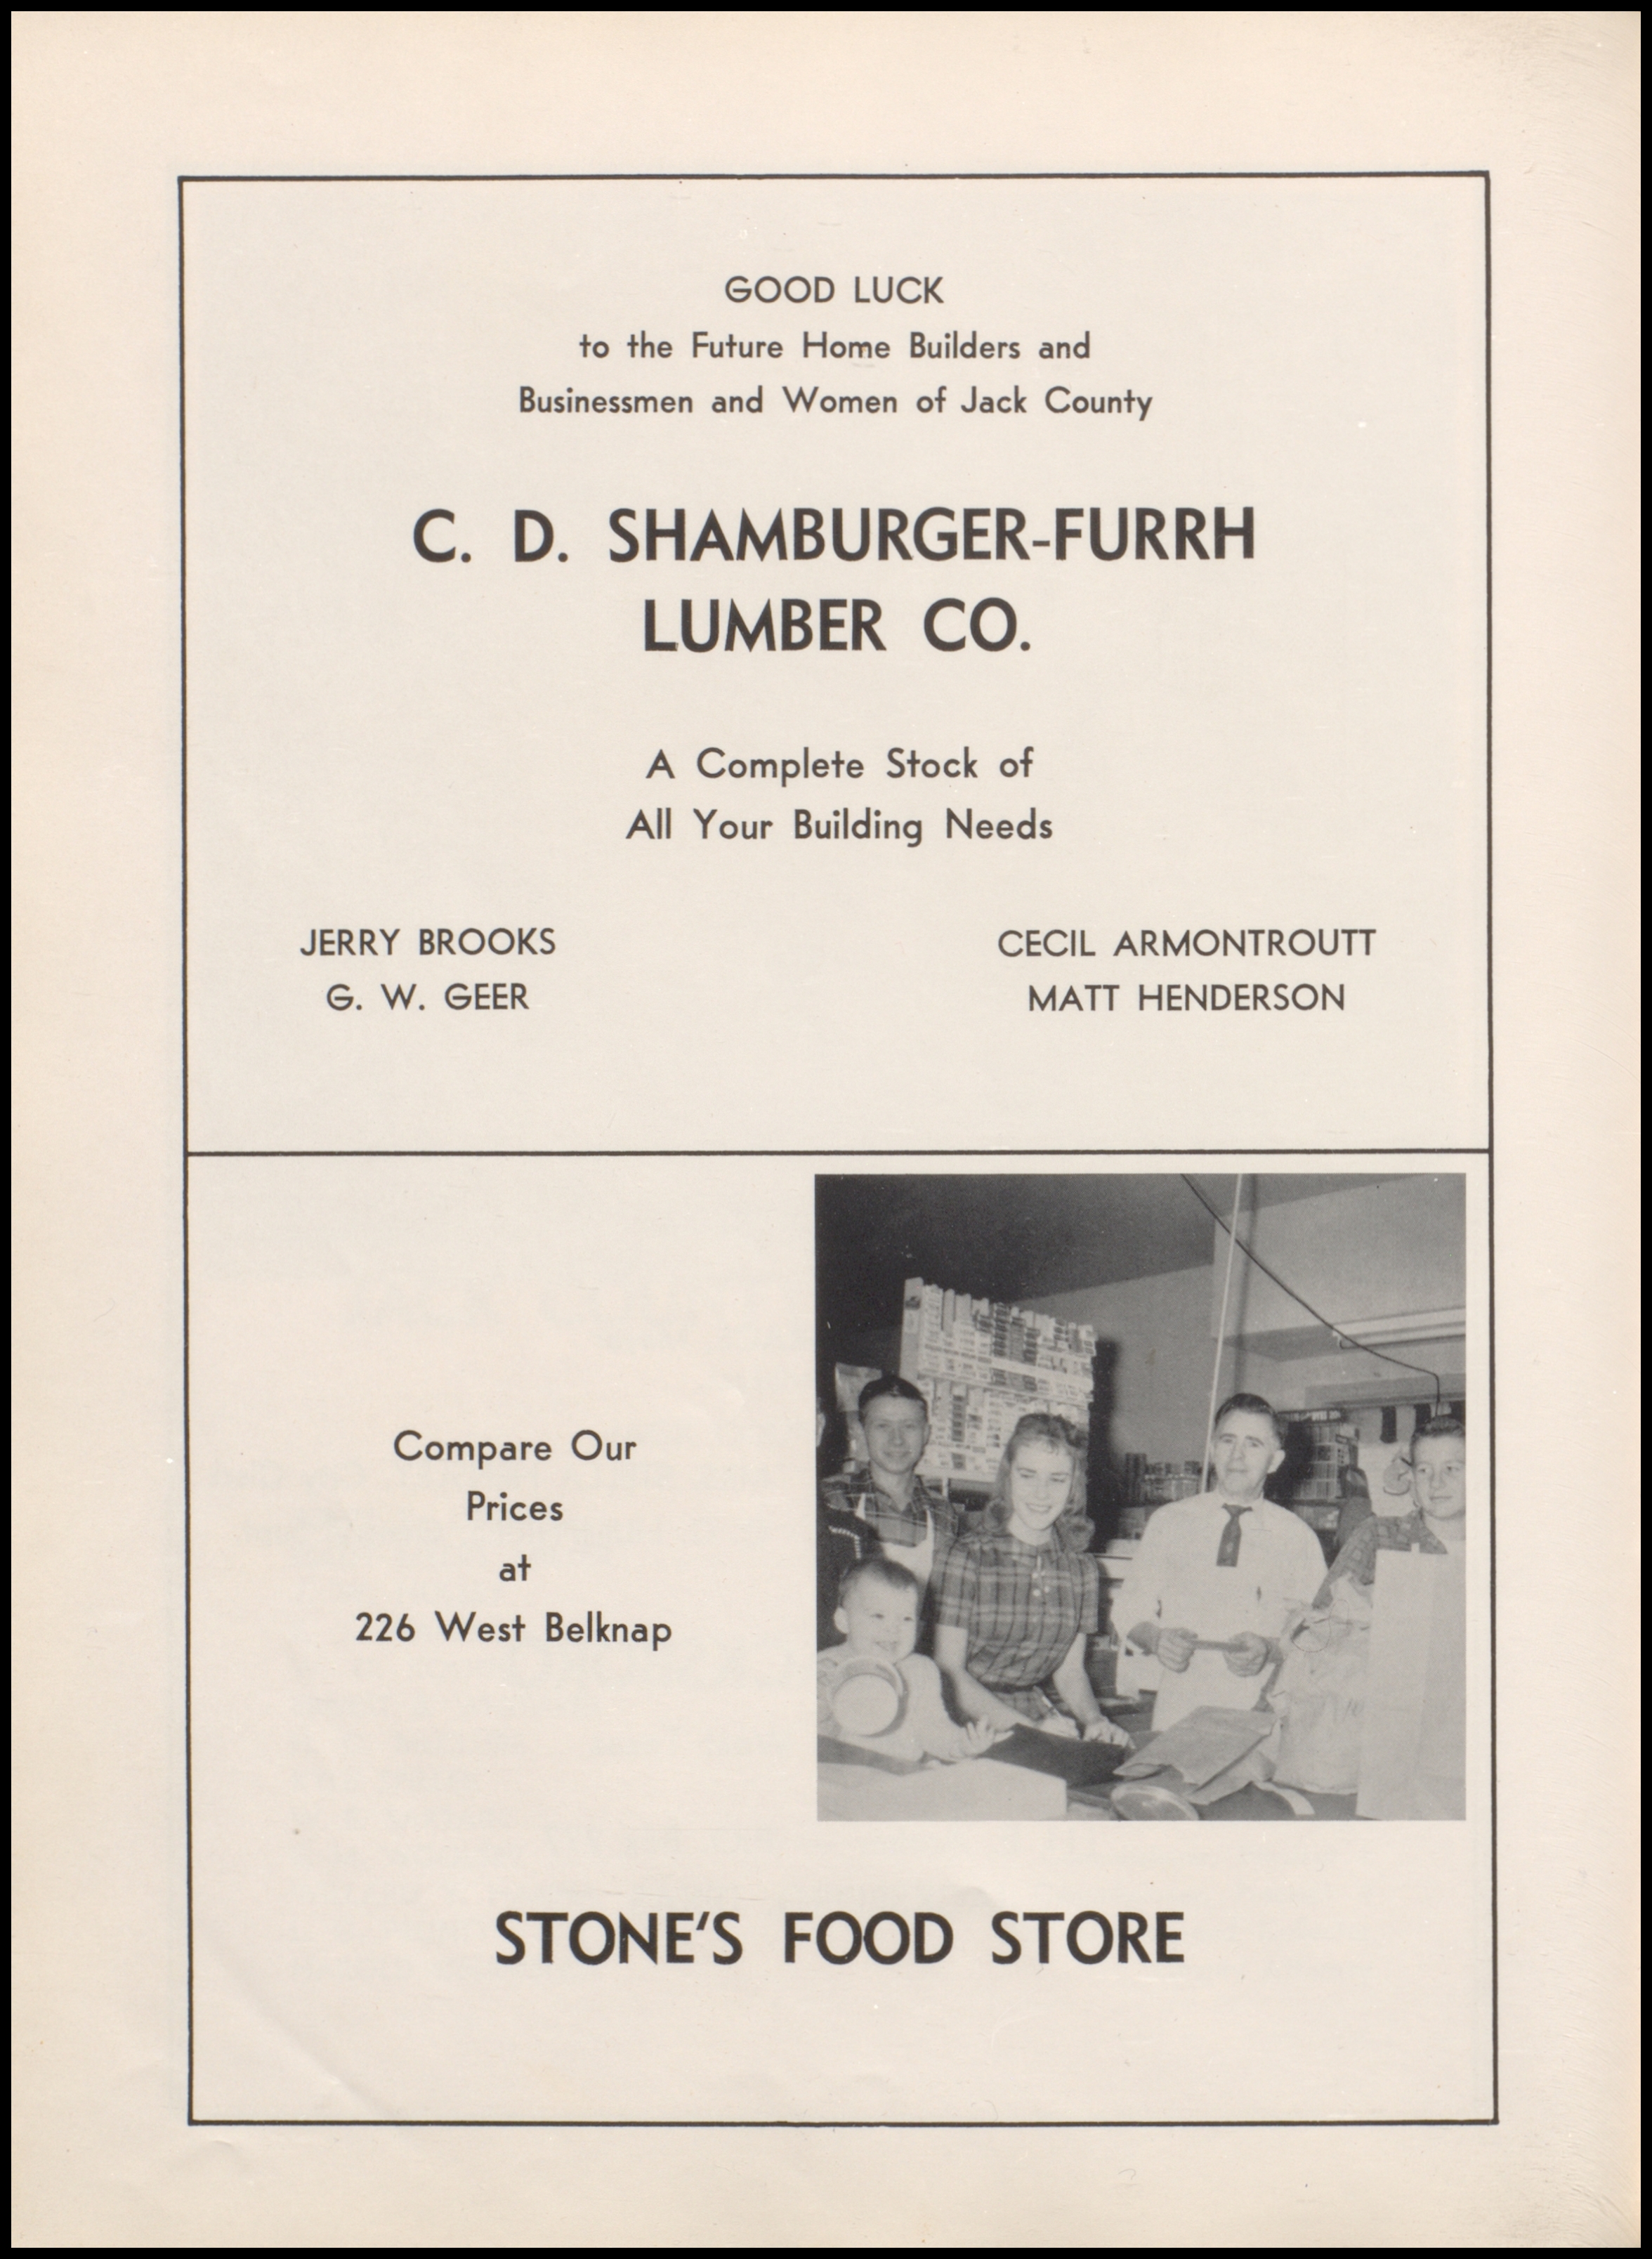 GOOD LUCK
to the Future Home Builders and
Businessmen and Women of Jack County
C. D. SHAMBURGER-FURRH
LUMBER CO.
A Complete Stock of
All Your Building Needs
JERRY BROOKS
G. W. GEER
CECIL ARMONTROUTT
MATT HENDERSON
Compare Our
Prices
at
226 West Belknap
STONE'S FOOD STORE